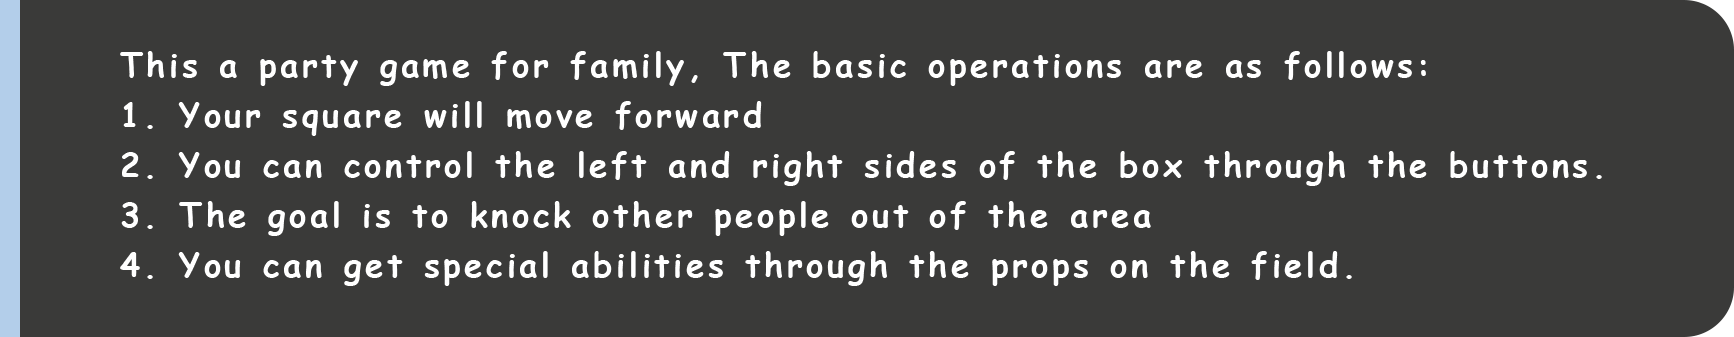 This a party game for family, The basic operations are as follows:
1. Your square will move forward
2. You can control the left and right sides of the box through the buttons.
3. The goal is to knock other people out of the area
4. You can get special abilities through the props on the field.